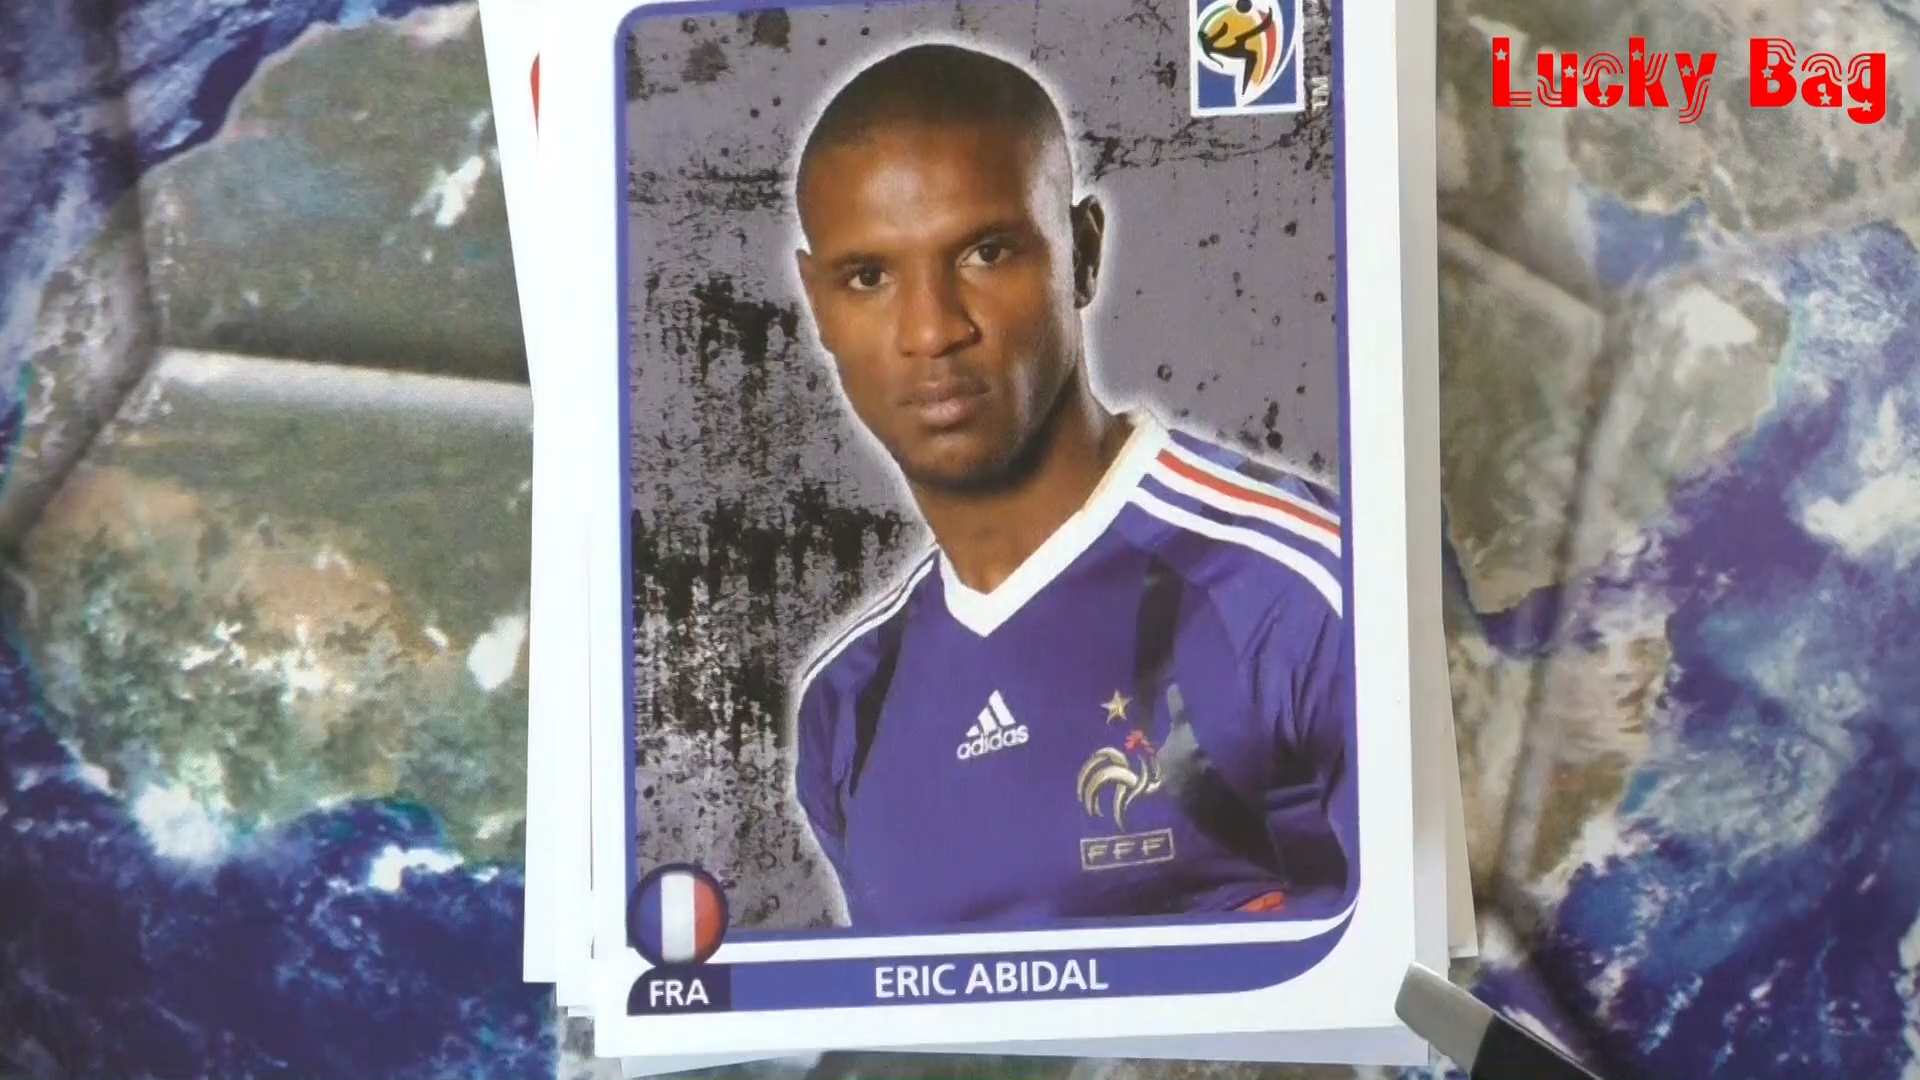 Lucky Bag
TM
adidas
FFF
FRA
ERIC ABIDAL